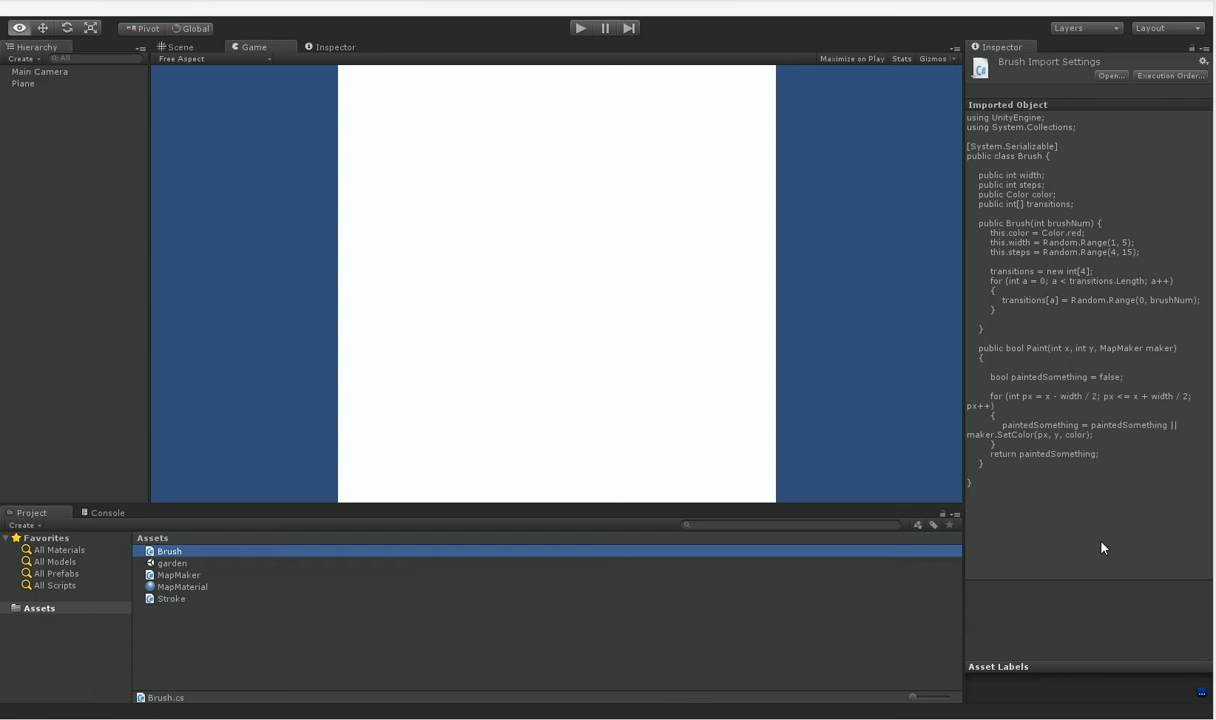 Pivot Global Layers Layout
Hierarchy Scene Game Inspector Inspector
Create All Free Aspect Maximize on Play Stats Gizmos
Brush Import Settings
Open... Execution Order...
Main Camera
Plane
Imported Object
using UnityEngine;
using System.Collections;
[System.Serializable]
public class Brush {
public int width;
public int steps;
public Color color;
public int[] transitions;
public Brush(int brushNum) {
this.color = Color.red;
this.width = Random.Range(1, 5);
this.steps = Random.Range(4, 15);
transitions = new int[4];
for (int a = 0; a < transitions.Length; a++)
{
transitions[a] = Random.Range(0, brushNum);
}
}
public bool Paint(int x, int y, MapMaker maker)
{
bool paintedSomething = false;
for (int px = x - width / 2; px <= x + width / 2;
px++)
{
paintedSomething = paintedSomething ||
maker.SetColor(px, y, color);
}
return paintedSomething;
}
}
Project Console
Create
Favorites
All Materials
All Models
All Prefabs
All Scripts
Assets
Assets
Brush
garden
MapMaker
MapMaterial
Stroke
Brush.cs
Asset Labels